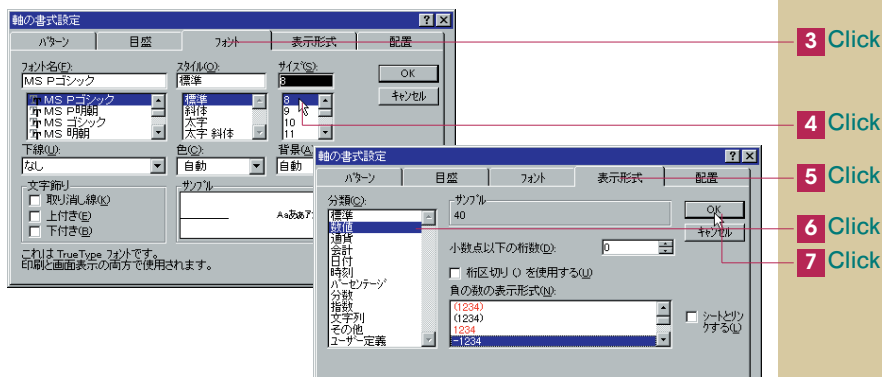 軸の書式設定
パターン 目盛 フォント 表示形式 配置
3 Click
フォント名(F): スタイル(O): サイズ(S):
MS Pゴシック 標準 8
OK
MS Pゴシック 標準 8
MS P明朝 斜体 9
MS ゴシック 太字 10
MS 明朝 太字 斜体 11
キャンセル
4 Click
下線(U): 色(C): 背景(A)
なし 自動 自動
文字飾り
取り消し線(K)
上付き(E)
下付き(B)
サンプル
Aaあぁア
これは TrueType フォントです。
印刷と画面表示の両方で使用されます。
軸の書式設定
パターン 目盛 フォント 表示形式 配置
5 Click
分類(C):
標準
数値
通貨
会計
日付
時刻
パーセンテージ
分数
指数
文字列
その他
ユーザー定義
サンプル
40
OK
キャンセル
6 Click
7 Click
小数点以下の桁数(D): 0
桁区切り () を使用する(U)
負の数の表示形式(N):
(1234)
(1234)
1234
-1234
シートとリン
クする(L)